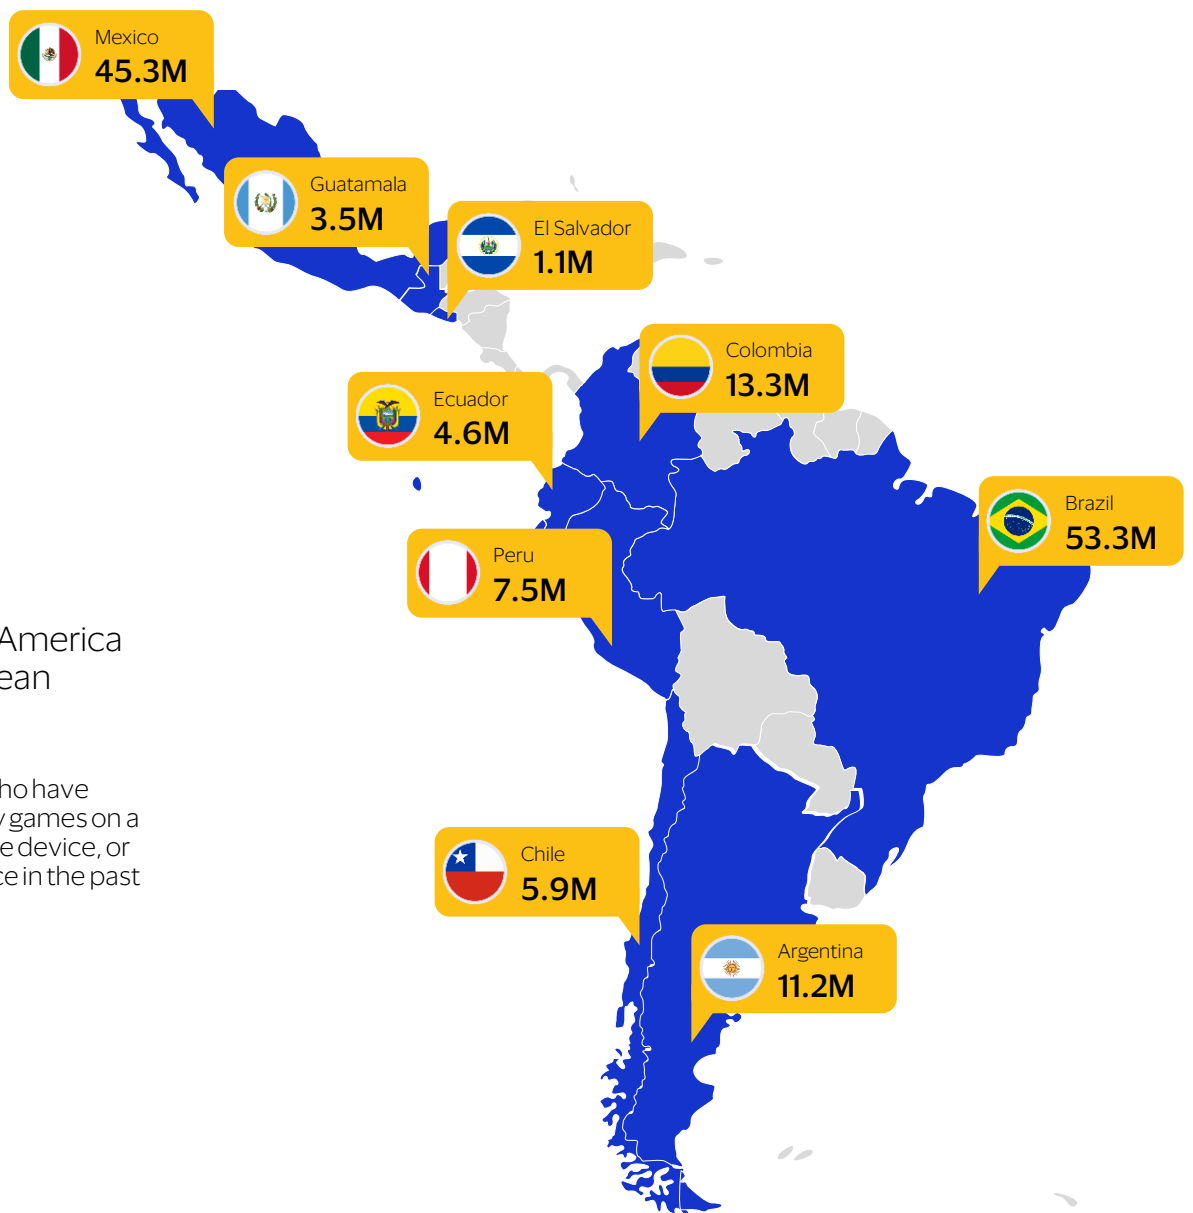 Mexico
45.3M
Guatamala
3.5M
El Salvador
1.1M
Colombia
13.3M
Ecuador
4.6M
Brazil
53.3M
Peru
7.5M
America
ean
ho have
y games on a
e device, or
ce in the past
Chile
5.9M
Argentina
11.2M